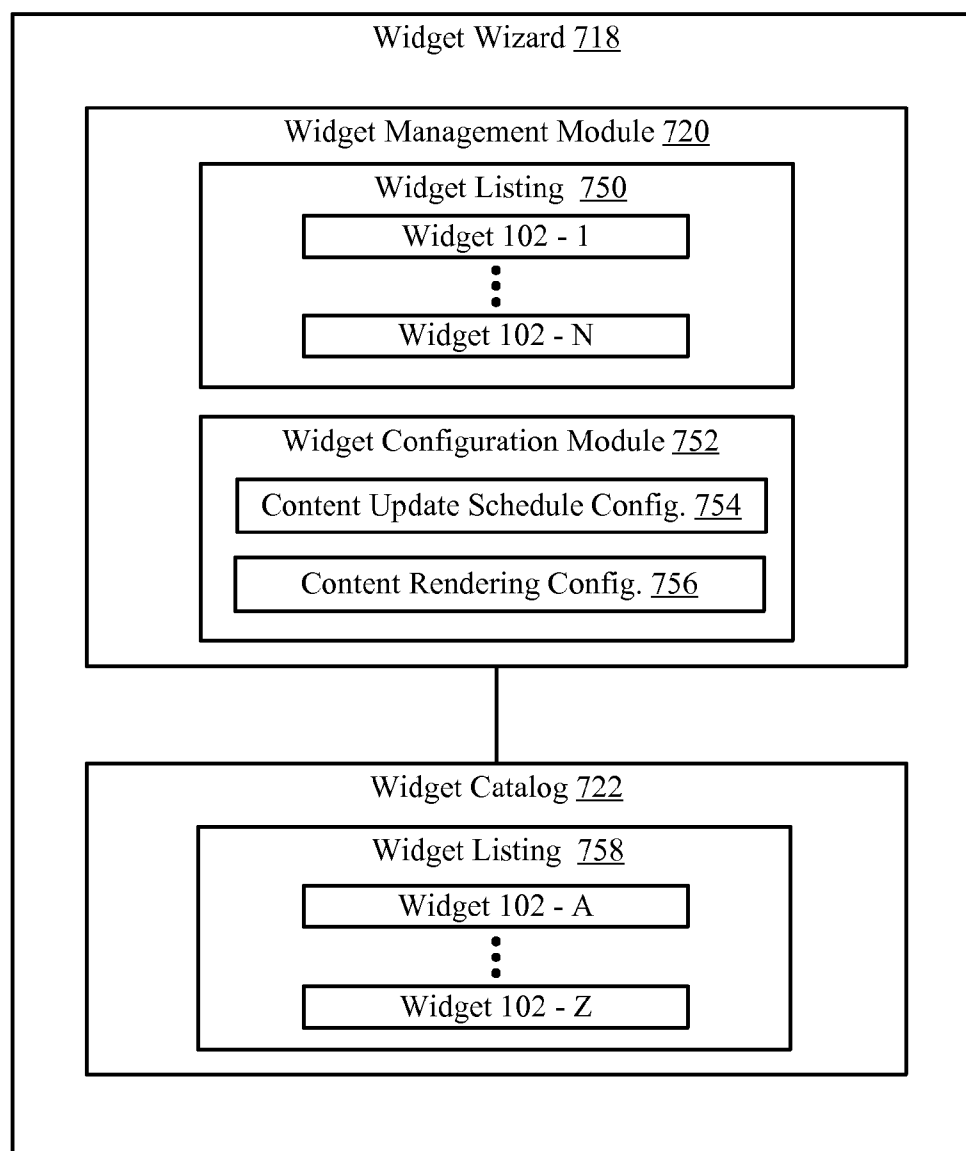 Widget Wizard 718
Widget Management Module 720
Widget Listing 750
Widget 102 - 1
Widget 102 - N
Widget Configuration Module 752
Content Update Schedule Config. 754
Content Rendering Config. 756
Widget Catalog 722
Widget Listing 758
Widget 102 - A
Widget 102 - Z